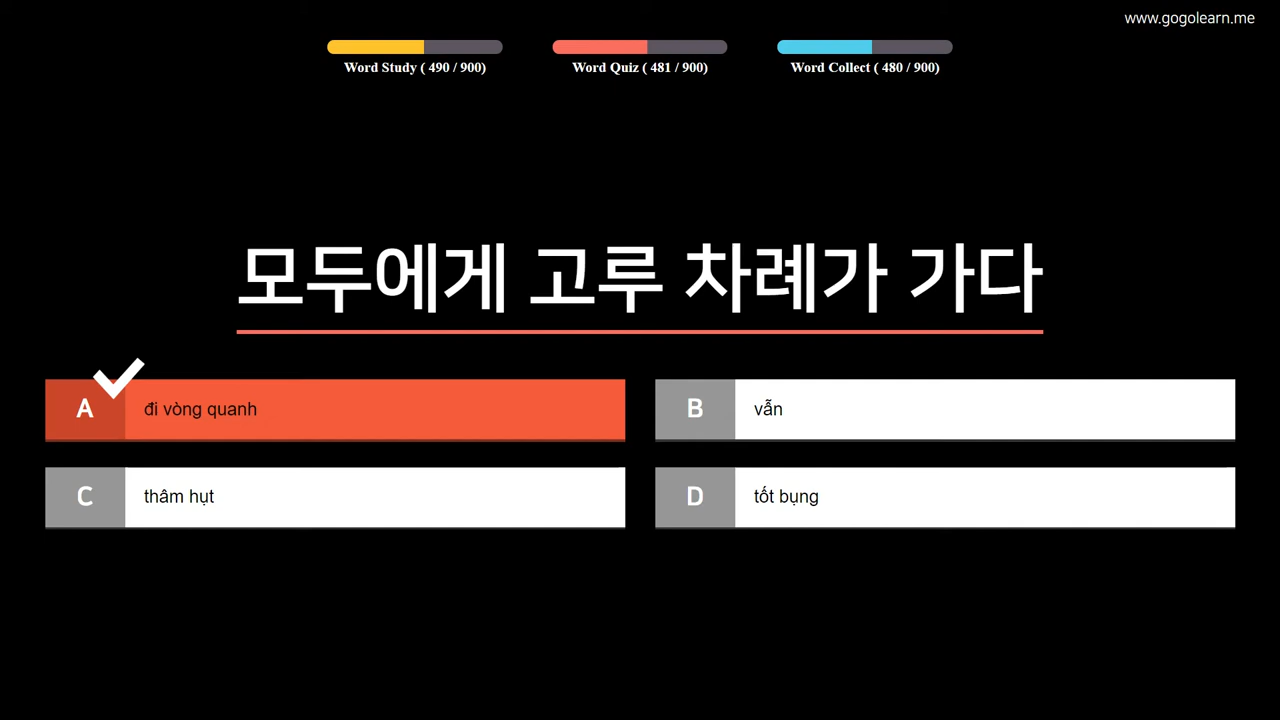 www.gogolearn.me
Word Study ( 490 / 900)
Word Quiz ( 481 / 900)
Word Collect ( 480 / 900)
모두에게 고루 차례가 가다
A đi vòng quanh
B vẫn
C thâm hụt
D tốt bụng